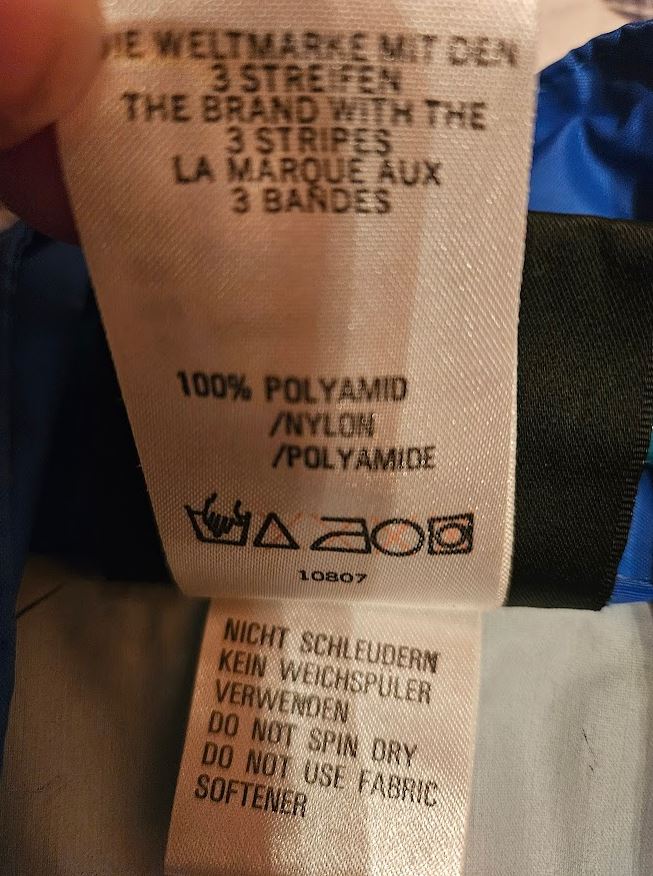 DIE WELTMARKE MIT DEN
3 STREIFEN
THE BRAND WITH THE
3 STRIPES
LA MARQUE AUX
3 BANDES
100% POLYAMID
/NYLON
/POLYAMIDE
10807
NICHT SCHLEUDERN
KEIN WEICHSPULER
VERWENDEN
DO NOT SPIN DRY
DO NOT USE FABRIC
SOFTENER